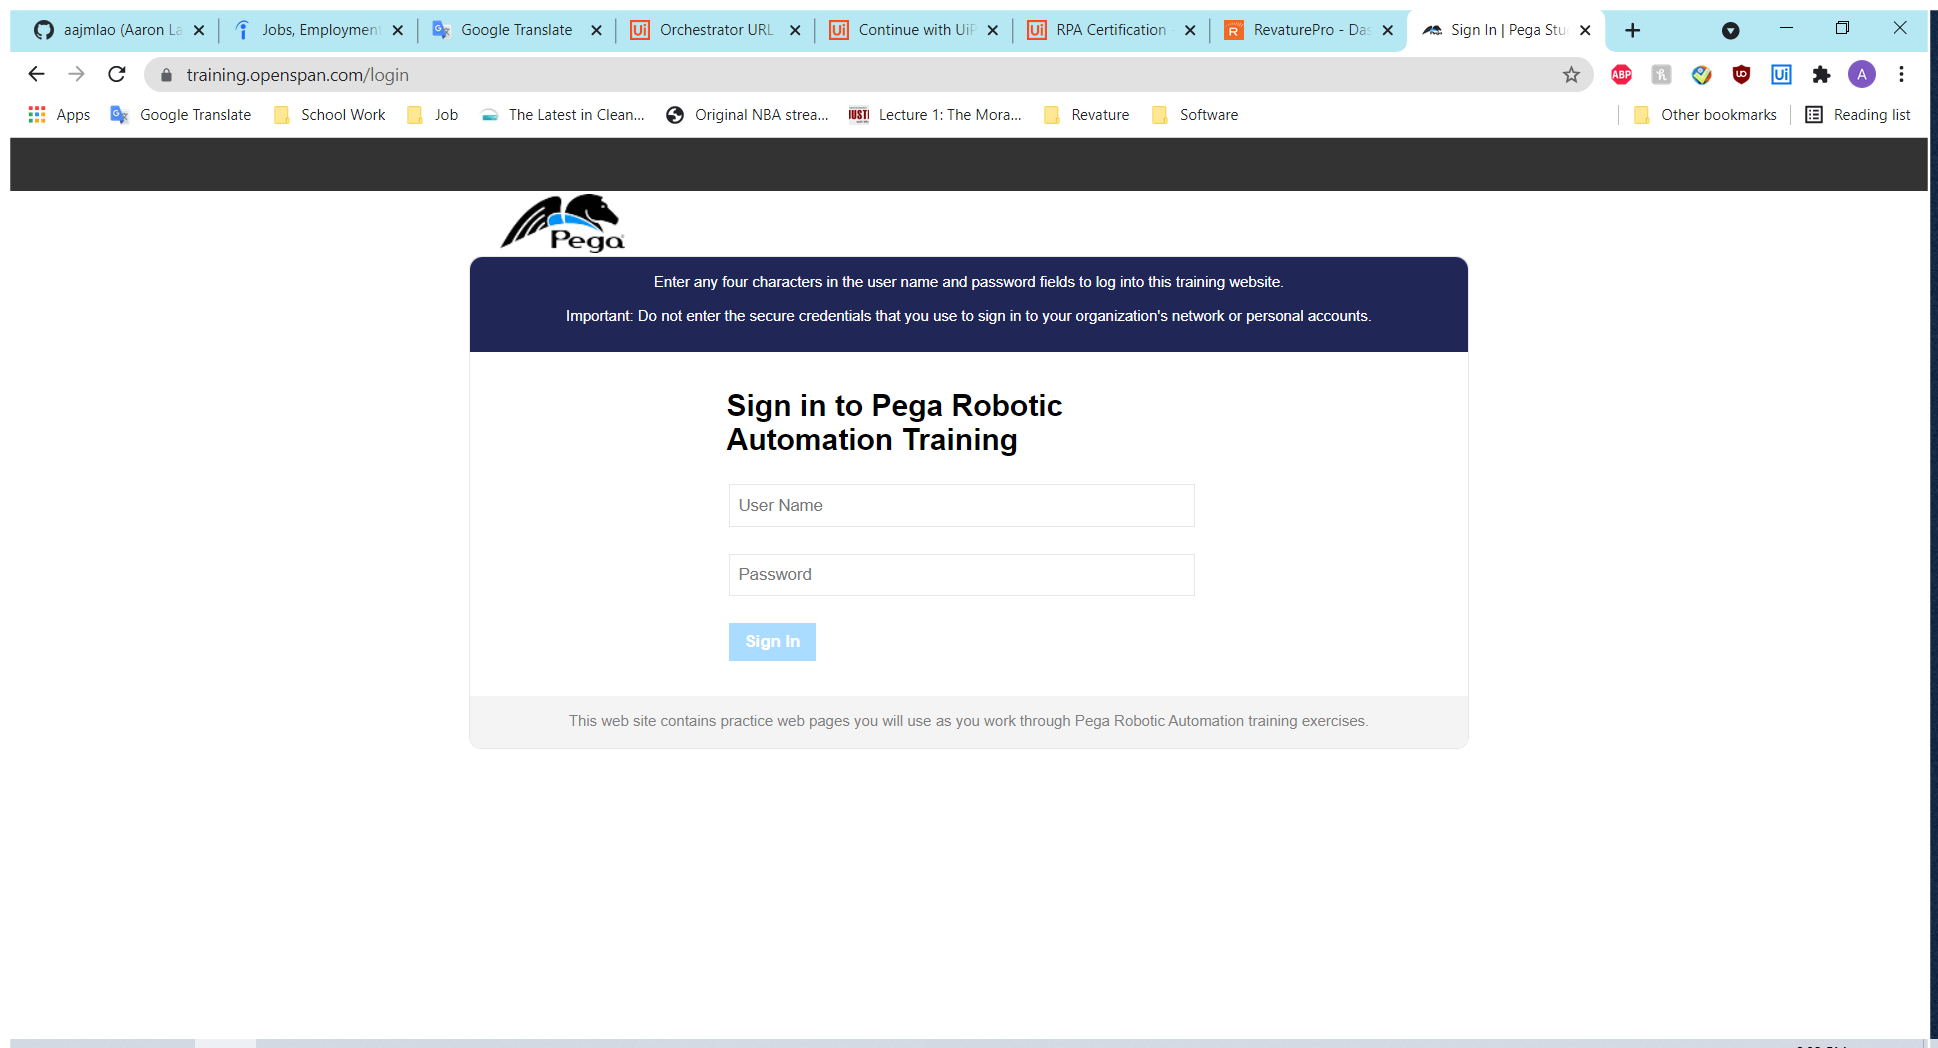 aajmlao (Aaron La
Jobs, Employment
Google Translate
Orchestrator URL
Continue with UiP
RPA Certification
RevaturePro - Das
Sign In | Pega Stu
training.openspan.com/login
ABP
A
Apps
Google Translate
School Work
Job
The Latest in Clean...
Original NBA strea...
Lecture 1: The Mora...
Revature
Software
Other bookmarks
Reading list
Pega
Enter any four characters in the user name and password fields to log into this training website.
Important: Do not enter the secure credentials that you use to sign in to your organization's network or personal accounts.
Sign in to Pega Robotic
Automation Training
User Name
Password
Sign In
This web site contains practice web pages you will use as you work through Pega Robotic Automation training exercises.